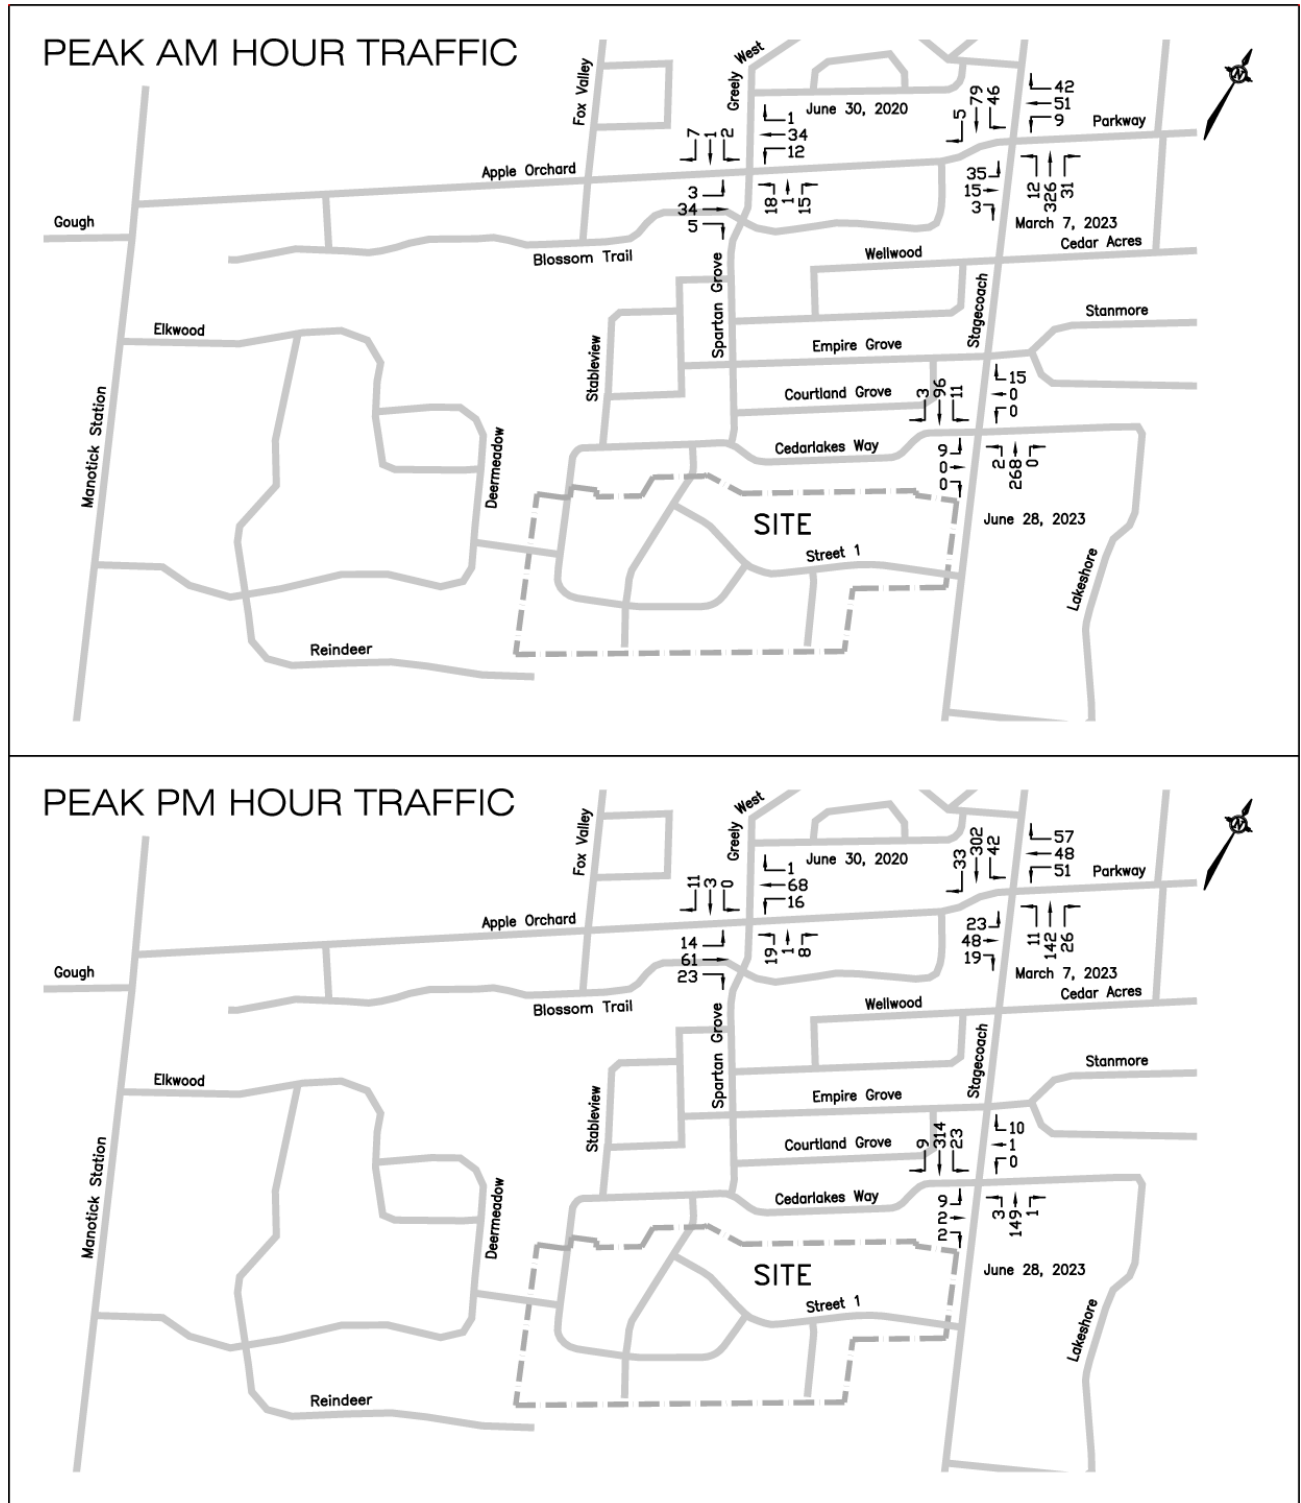 PEAK AM HOUR TRAFFIC
Fox Valley
Greely West
June 30, 2020
5 79 46
42
51
9
Parkway
7 1 2
1
34
12
Apple Orchard
3
34
5
18 1 15
35
15
3
12 326 31
March 7, 2023
Cedar Acres
Gough
Blossom Trail
Wellwood
Spartan Grove
Stagecoach
Stanmore
Elkwood
Empire Grove
Stableview
Courtland Grove
3 96 11
15
0
0
Manotick Station
Deermeadow
Cedarlakes Way
9
0
0
2 268 0
SITE
June 28, 2023
Street 1
Lakeshore
Reindeer
N
PEAK PM HOUR TRAFFIC
Fox Valley
Greely West
June 30, 2020
33 302 42
57
48
51
Parkway
11 3 0
1
68
16
Apple Orchard
14
61
23
19 1 8
23
48
19
11 142 26
March 7, 2023
Cedar Acres
Gough
Blossom Trail
Wellwood
Spartan Grove
Stagecoach
Stanmore
Elkwood
Empire Grove
Stableview
Courtland Grove
9 314 23
10
1
0
Manotick Station
Deermeadow
Cedarlakes Way
9
2
2
3 149 1
SITE
June 28, 2023
Street 1
Lakeshore
Reindeer
N